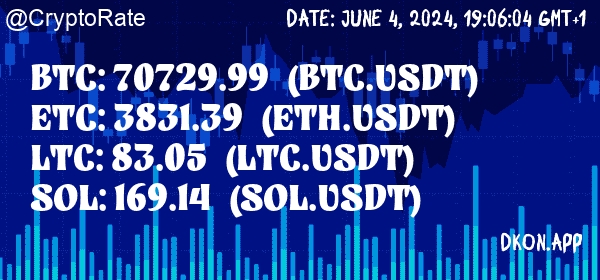 @CryptoRate
DATE: JUNE 4, 2024, 19:06:04 GMT+1
BTC: 70729.99 (BTC.USDT)
ETC: 3831.39 (ETH.USDT)
LTC: 83.05 (LTC.USDT)
SOL: 169.14 (SOL.USDT)
DKON.APP